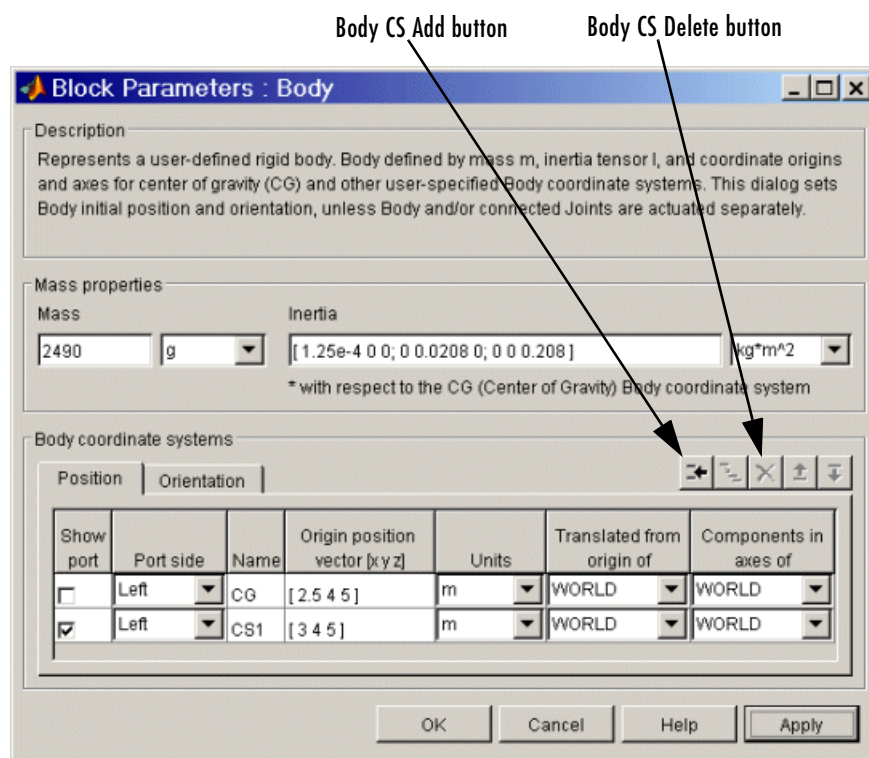 Body CS Add button Body CS Delete button
Block Parameters : Body
Description
Represents a user-defined rigid body. Body defined by mass m, inertia tensor I, and coordinate origins
and axes for center of gravity (CG) and other user-specified Body coordinate systems. This dialog sets
Body initial position and orientation, unless Body and/or connected Joints are actuated separately.
Mass properties
Mass Inertia
2490 g [ 1.25e-4 0 0; 0 0.0208 0; 0 0 0.208 ] kg*m^2
* with respect to the CG (Center of Gravity) Body coordinate system
Body coordinate systems
Position Orientation
Show port Port side Name Origin position vector [x y z] Units Translated from origin of Components in axes of
Left CG [ 2.5 4 5 ] m WORLD WORLD
Left CS1 [ 3 4 5 ] m WORLD WORLD
OK Cancel Help Apply